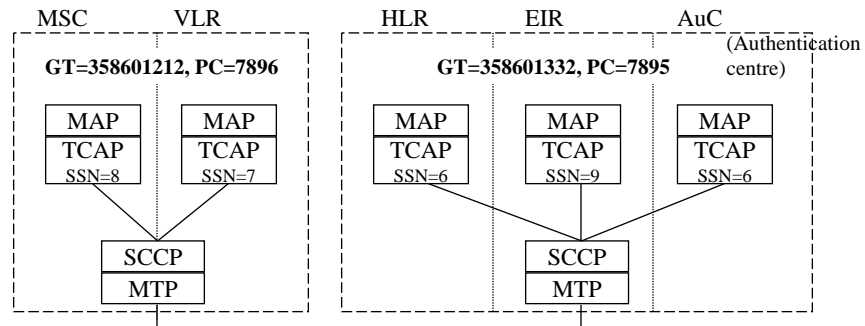 MSC VLR HLR EIR AuC
(Authentication
centre)
GT=358601212, PC=7896 GT=358601332, PC=7895
MAP MAP MAP MAP MAP
TCAP TCAP TCAP TCAP TCAP
SSN=8 SSN=7 SSN=6 SSN=9 SSN=6
SCCP SCCP
MTP MTP